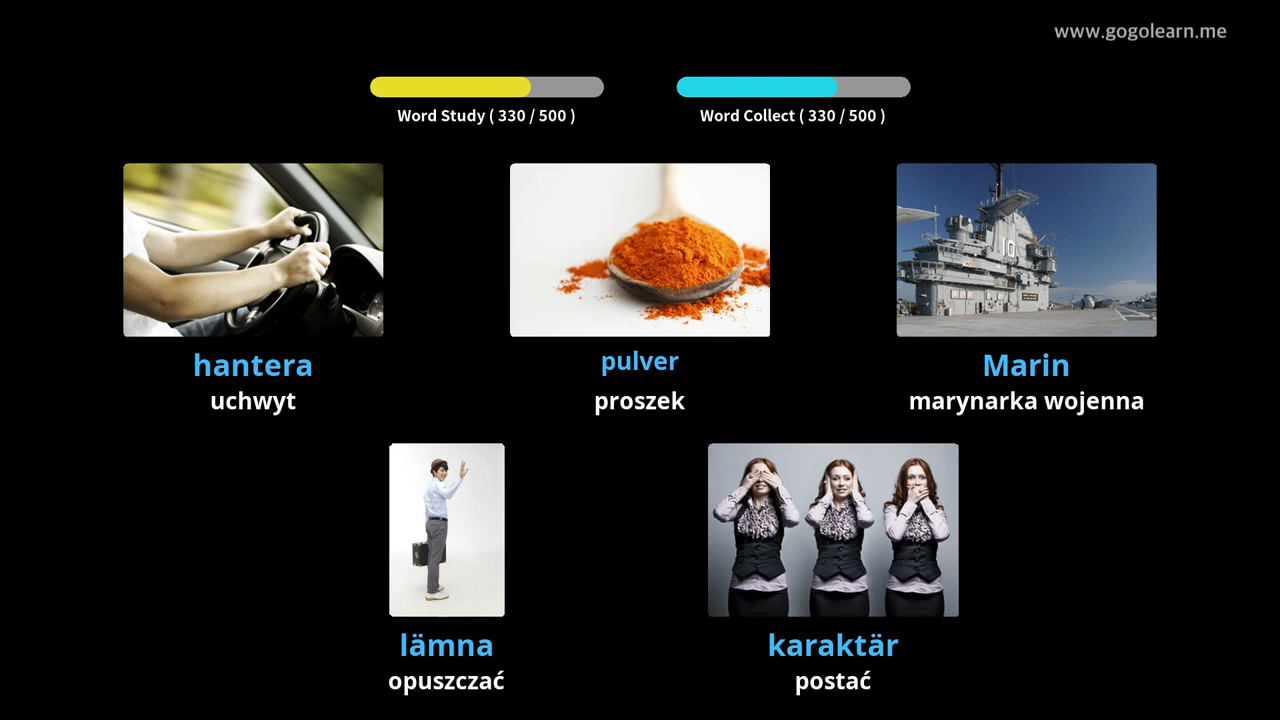 www.gogolearn.me
Word Study ( 330 / 500 )
Word Collect ( 330 / 500 )
16
hantera
uchwyt
pulver
proszek
Marin
marynarka wojenna
lämna
opuszczać
karaktär
postać